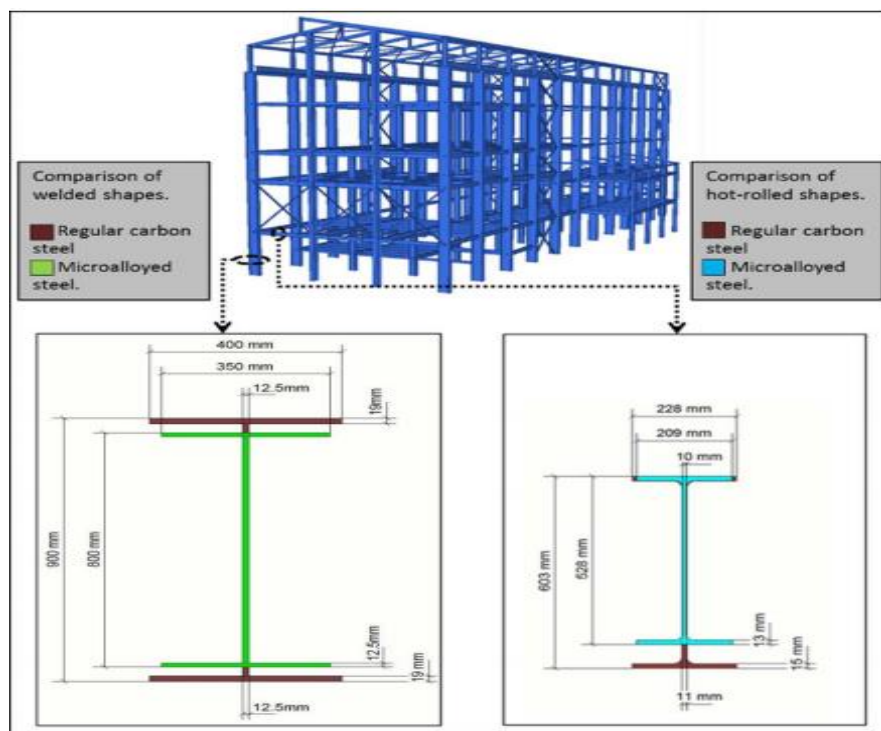 Comparison of
welded shapes.
Regular carbon
steel
Microalloyed
steel.
Comparison of
hot-rolled shapes.
Regular carbon
steel
Microalloyed
steel.
400 mm
350 mm
12.5mm
19mm
900 mm
800 mm
12.5mm
19mm
12.5mm
228 mm
209 mm
10 mm
603 mm
528 mm
13 mm
15 mm
11 mm